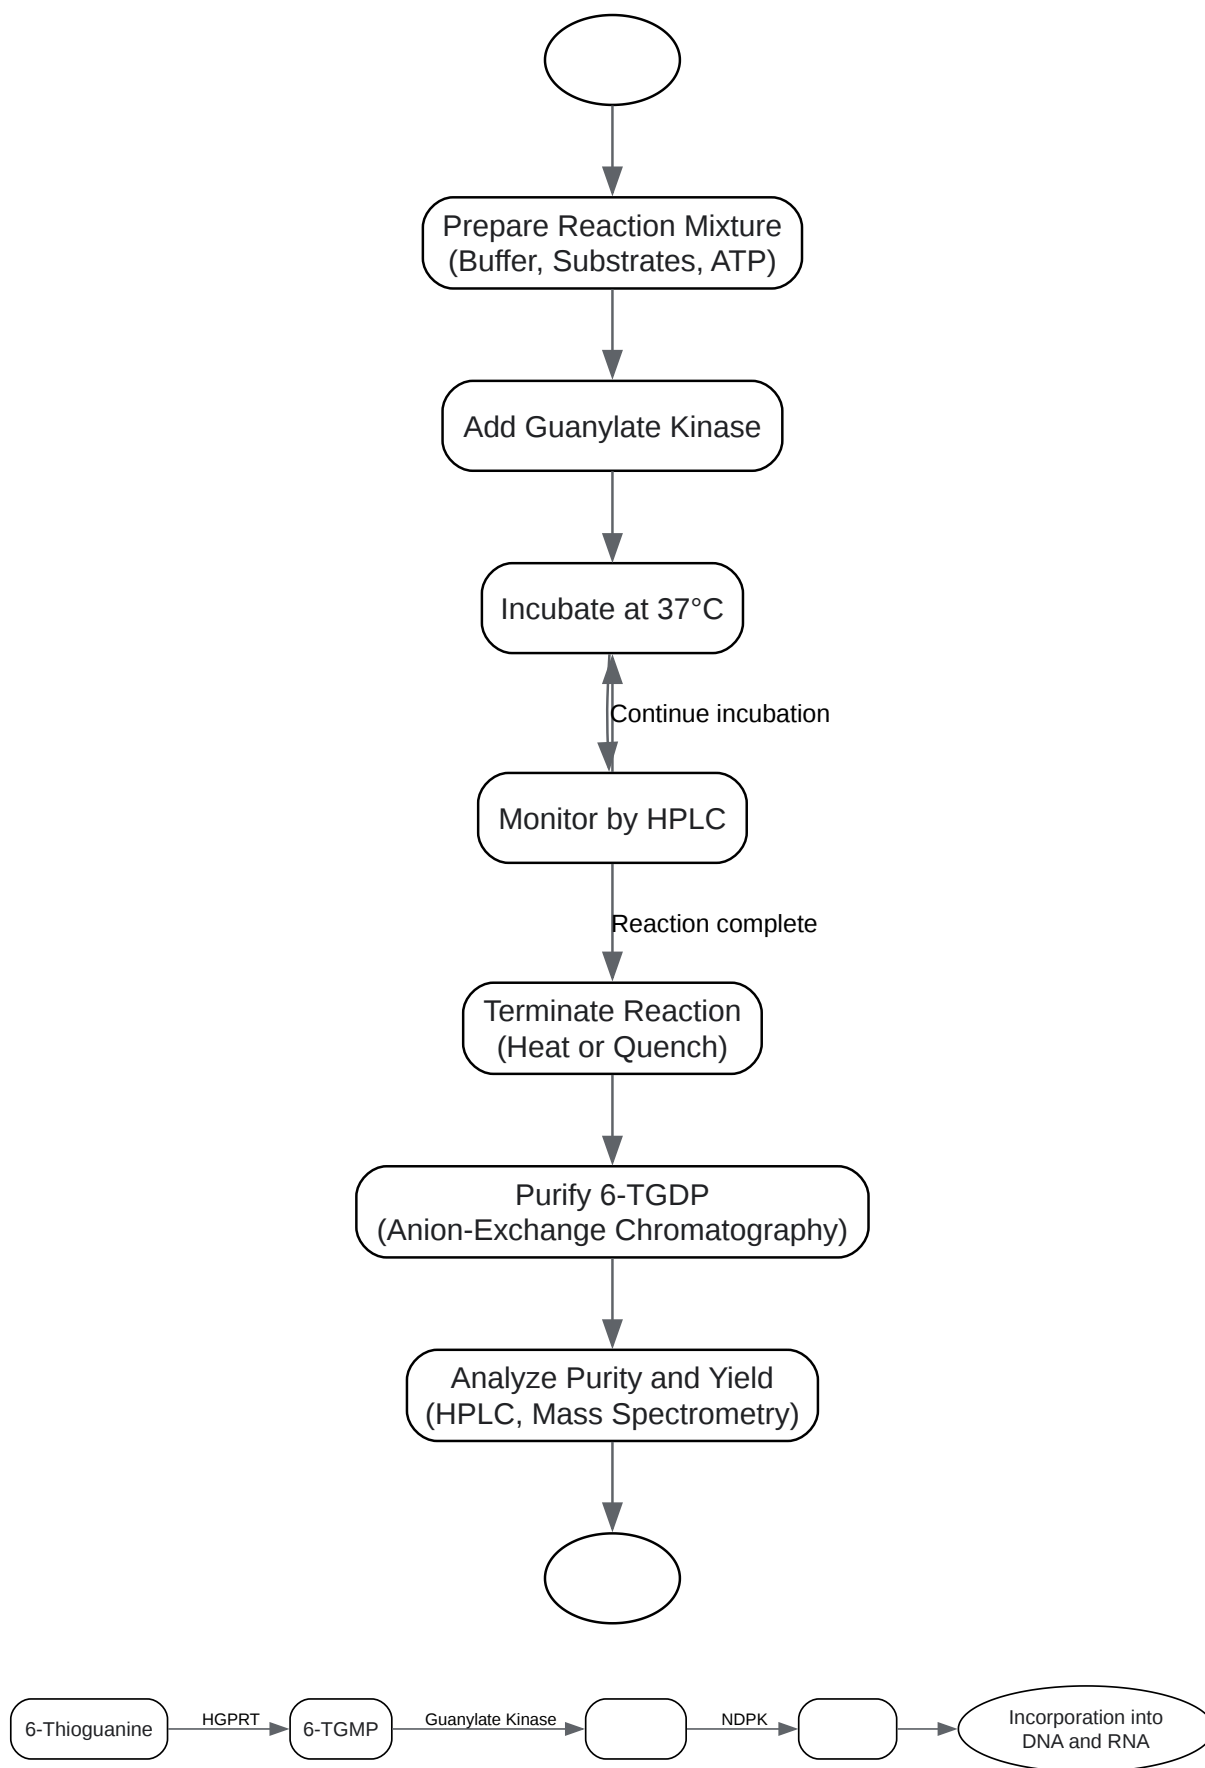 Prepare Reaction Mixture
(Buffer, Substrates, ATP)
Add Guanylate Kinase
Incubate at 37°C
Continue incubation
Monitor by HPLC
Reaction complete
Terminate Reaction
(Heat or Quench)
Purify 6-TGDP
(Anion-Exchange Chromatography)
Analyze Purity and Yield
(HPLC, Mass Spectrometry)
6-Thioguanine
HGPRT
6-TGMP
Guanylate Kinase
NDPK
Incorporation into
DNA and RNA